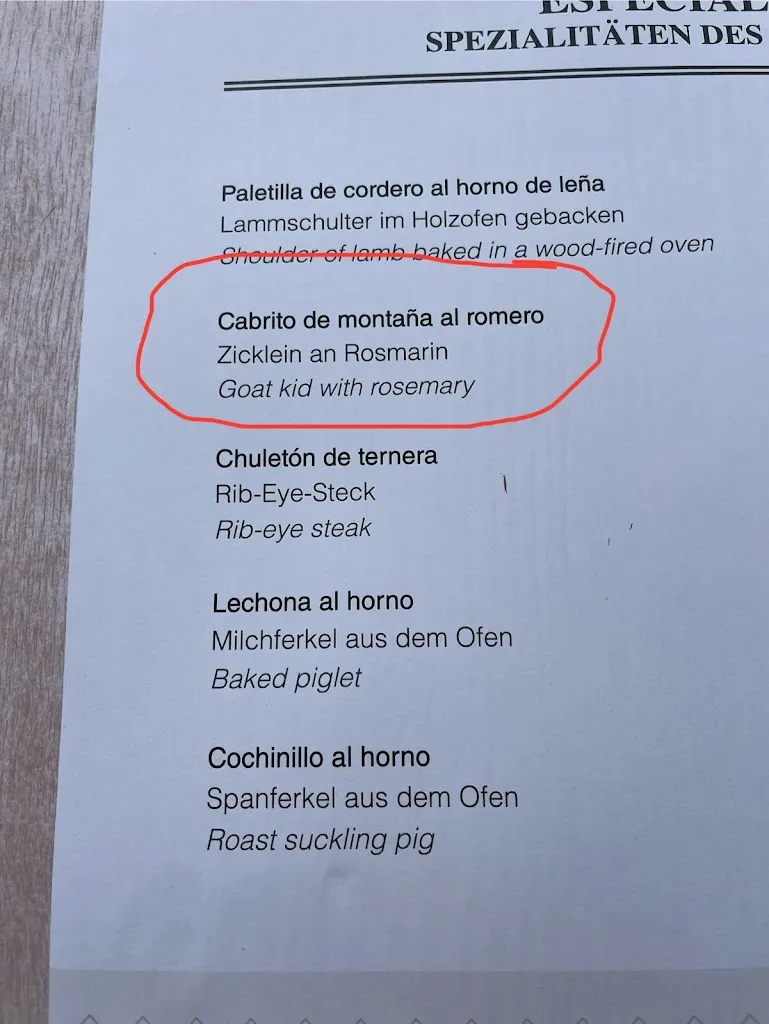 SPEZIALITÄTEN DES
Paletilla de cordero al horno de leña
Lammschulter im Holzofen gebacken
Shoulder of lamb baked in a wood-fired oven
Cabrito de montaña al romero
Zicklein an Rosmarin
Goat kid with rosemary
Chuletón de ternera
Rib-Eye-Steck
Rib-eye steak
Lechona al horno
Milchferkel aus dem Ofen
Baked piglet
Cochinillo al horno
Spanferkel aus dem Ofen
Roast suckling pig